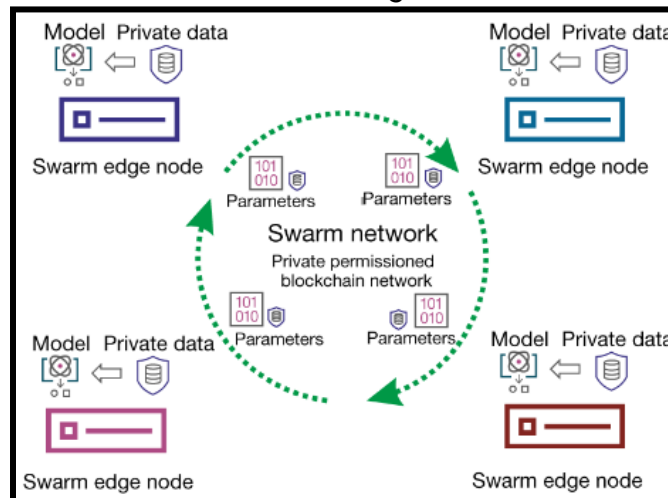 Model Private data
Model Private data
Swarm edge node
Swarm edge node
101
010
Parameters
101
010
Parameters
Swarm network
Private permissioned
blockchain network
101
010
Parameters
101
010
Parameters
Model Private data
Model Private data
Swarm edge node
Swarm edge node